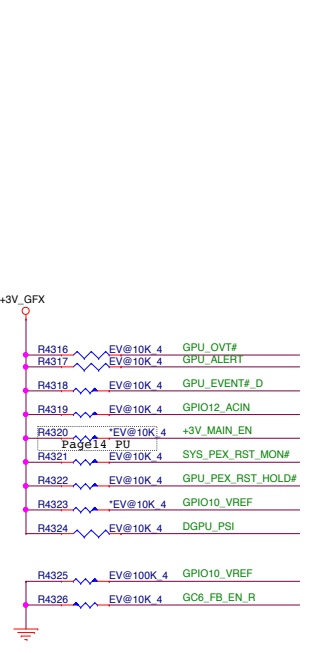 +3V_GFX
R4316 EV@10K_4 GPU_OVT#
R4317 EV@10K_4 GPU_ALERT
R4318 EV@10K_4 GPU_EVENT#_D
R4319 EV@10K_4 GPIO12_ACIN
R4320 *EV@10K_4 +3V_MAIN_EN
Page14 PU
R4321 EV@10K_4 SYS_PEX_RST_MON#
R4322 EV@10K_4 GPU_PEX_RST_HOLD#
R4323 *EV@10K_4 GPIO10_VREF
R4324 EV@10K_4 DGPU_PSI
R4325 EV@100K_4 GPIO10_VREF
R4326 EV@10K_4 GC6_FB_EN_R